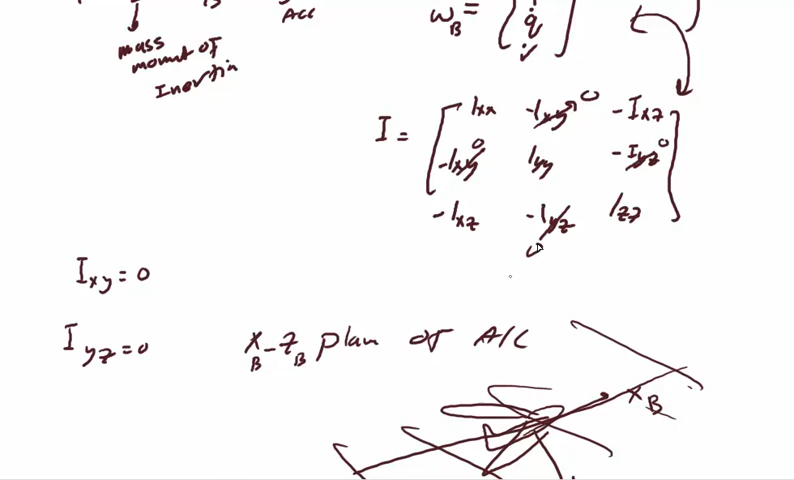 B
A/C
mass
moment of
Inertia
ω_B = [ ṗ q̇ ṙ ]
I = [ Ixx -Ixy 0 -Ixz
-Ixy 0 Iyy -Iyz 0
-Ixz -Iyz Izz ]
Ixy = 0
Iyz = 0 x_B - z_B plan of A/C
x_B